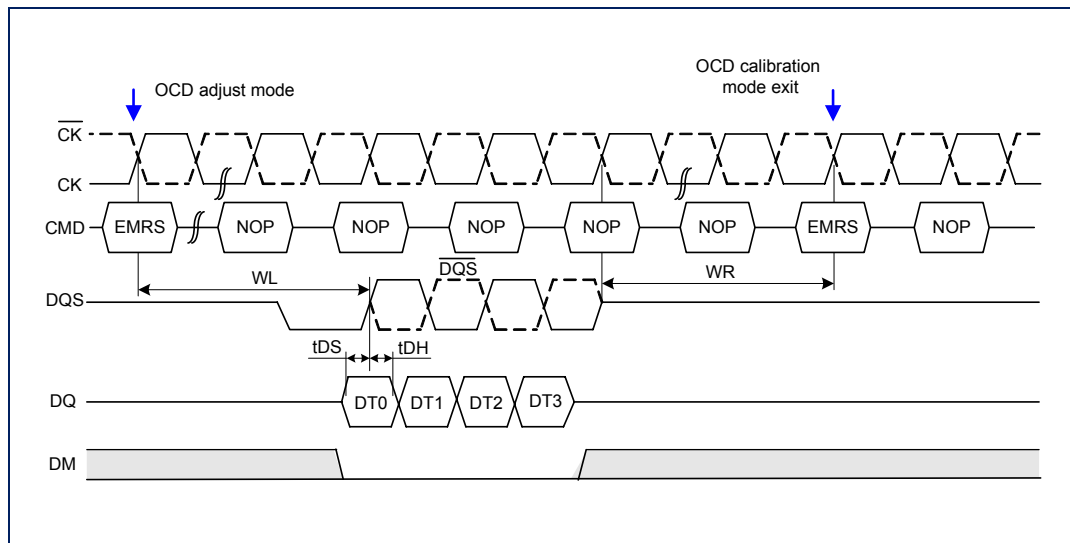 OCD adjust mode
OCD calibration
mode exit
CK
CK
CMD EMRS NOP NOP NOP NOP NOP EMRS NOP
WL DQS WR
DQS
tDS tDH
DQ DT0 DT1 DT2 DT3
DM